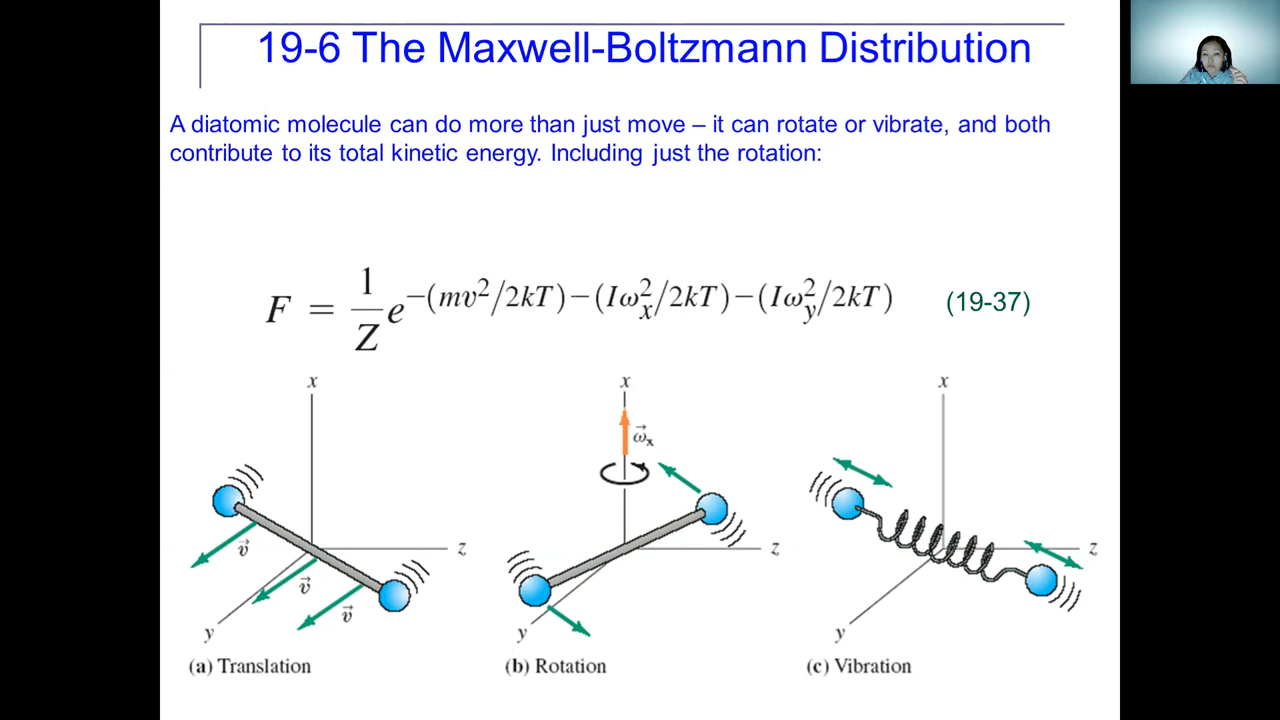 19-6 The Maxwell-Boltzmann Distribution
A diatomic molecule can do more than just move – it can rotate or vibrate, and both
contribute to its total kinetic energy. Including just the rotation:
F = 1/Z e^−(mv²/2kT)−(Iω²ₓ/2kT)−(Iω²_y/2kT) (19-37)
x x x
ω⃗ₓ
z z z
v⃗
v⃗
v⃗
y y y
(a) Translation (b) Rotation (c) Vibration